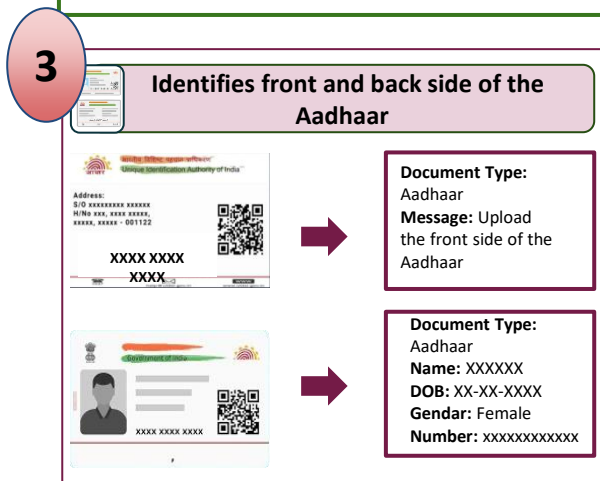 3
Identifies front and back side of the
Aadhaar
भारतीय विशिष्ट पहचान प्राधिकरण
Unique Identification Authority of India
Address:
S/O xxxxxxxxx xxxxxx
H/No xxx, xxxx xxxxx,
xxxxx, xxxxx - 001122
XXXX XXXX
XXXX
Document Type:
Aadhaar
Message: Upload
the front side of the
Aadhaar
Government of India
XXXX XXXX XXXX
Document Type:
Aadhaar
Name: XXXXXX
DOB: XX-XX-XXXX
Gendar: Female
Number: xxxxxxxxxxxx